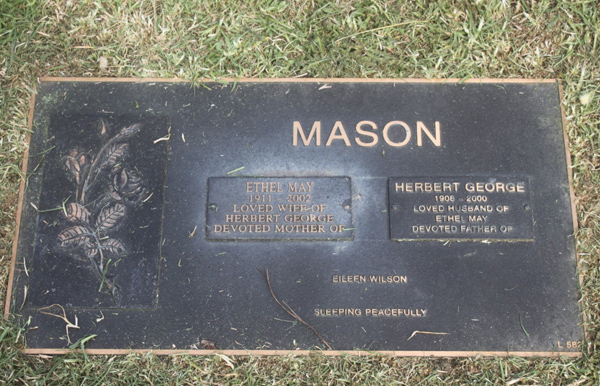 MASON
ETHEL MAY
1911 - 2002
LOVED WIFE OF
HERBERT GEORGE
DEVOTED MOTHER OF
HERBERT GEORGE
1908 - 2000
LOVED HUSBAND OF
ETHEL MAY
DEVOTED FATHER OF
EILEEN WILSON
SLEEPING PEACEFULLY